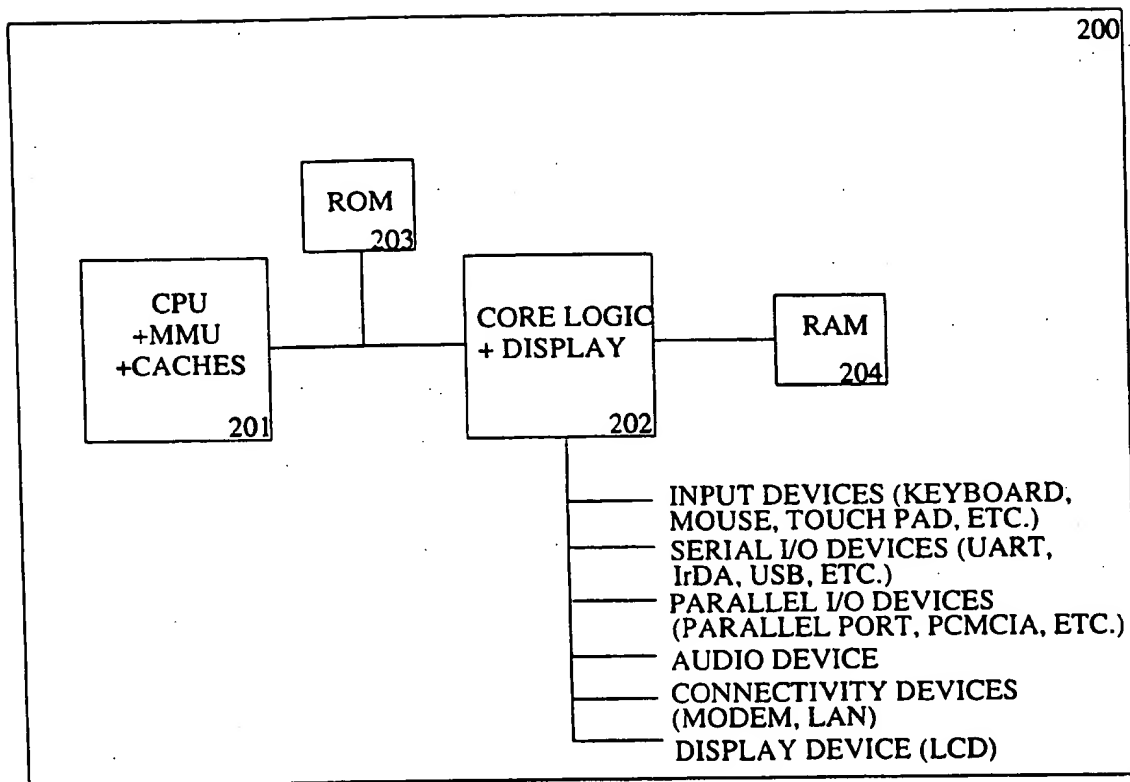 200
ROM
203
CPU
+MMU
+CACHES
201
CORE LOGIC
+ DISPLAY
202
RAM
204
INPUT DEVICES (KEYBOARD,
MOUSE, TOUCH PAD, ETC.)
SERIAL I/O DEVICES (UART,
IrDA, USB, ETC.)
PARALLEL I/O DEVICES
(PARALLEL PORT, PCMCIA, ETC.)
AUDIO DEVICE
CONNECTIVITY DEVICES
(MODEM, LAN)
DISPLAY DEVICE (LCD)